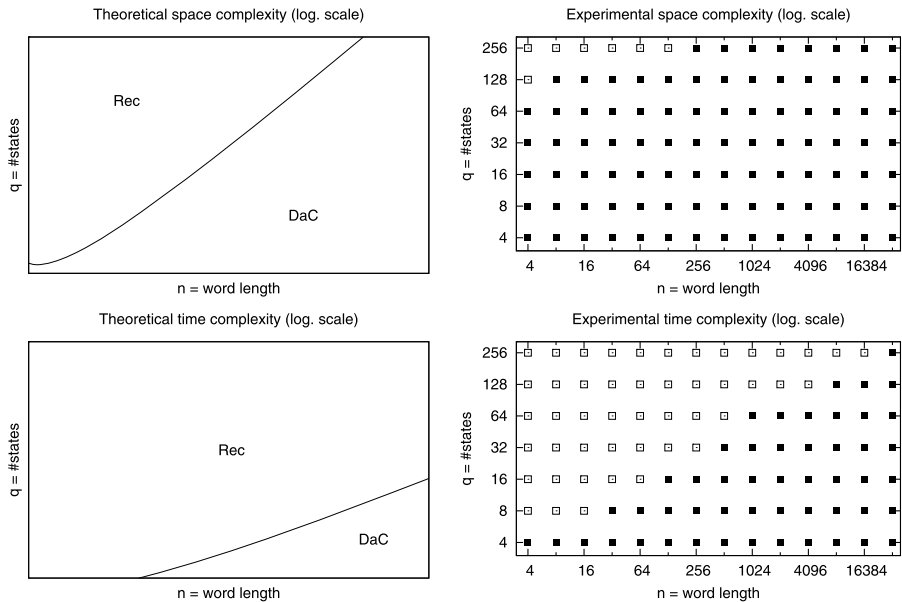 Theoretical space complexity (log. scale)
Rec
DaC
q = #states
n = word length
Experimental space complexity (log. scale)
256
128
64
32
16
8
4
q = #states
4 16 64 256 1024 4096 16384
n = word length
Theoretical time complexity (log. scale)
Rec
DaC
q = #states
n = word length
Experimental time complexity (log. scale)
256
128
64
32
16
8
4
q = #states
4 16 64 256 1024 4096 16384
n = word length